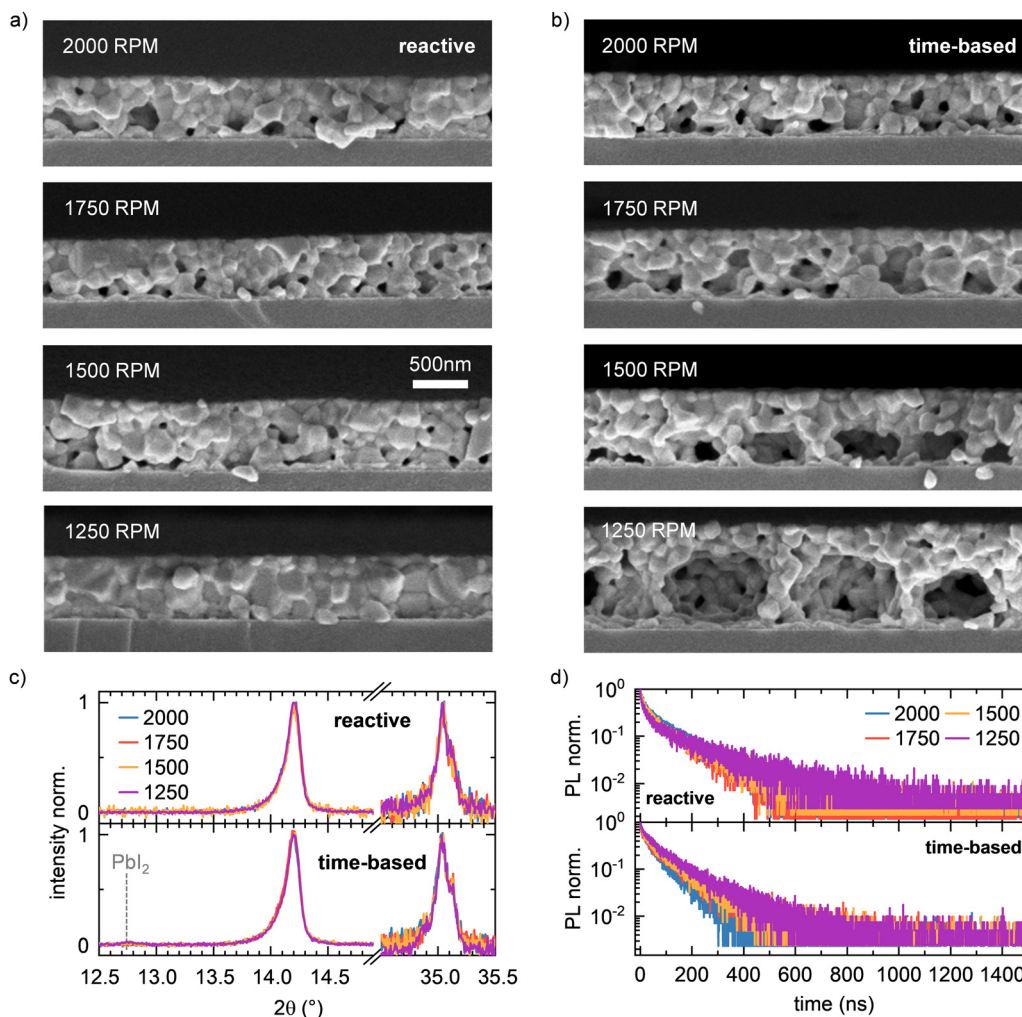 a)
2000 RPM
reactive
1750 RPM
1500 RPM
500nm
1250 RPM
b)
2000 RPM
time-based
1750 RPM
1500 RPM
1250 RPM
c)
intensity norm.
1
0
reactive
2000
1750
1500
1250
1
0
time-based
PbI₂
12.5 13.0 13.5 14.0 14.5 35.0 35.5
2θ (°)
d)
PL norm.
10⁰
10⁻¹
10⁻²
2000 1500
1750 1250
reactive
PL norm.
10⁰
10⁻¹
10⁻²
time-based
0 200 400 600 800 1000 1200 1400
time (ns)